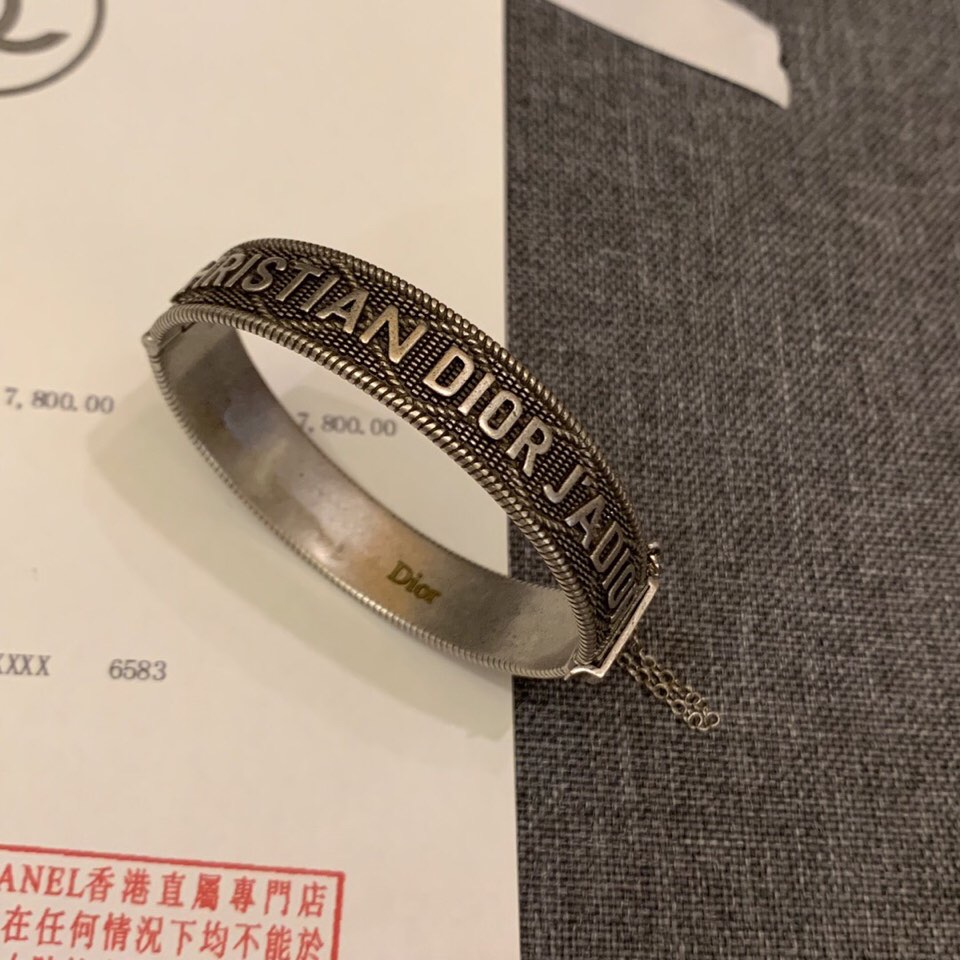 7,800.00
7,800.00
CHRISTIAN DIOR J'ADIO
Dior
XXXX 6583
ANEL香港直屬專門店
在任何情況下均不能於